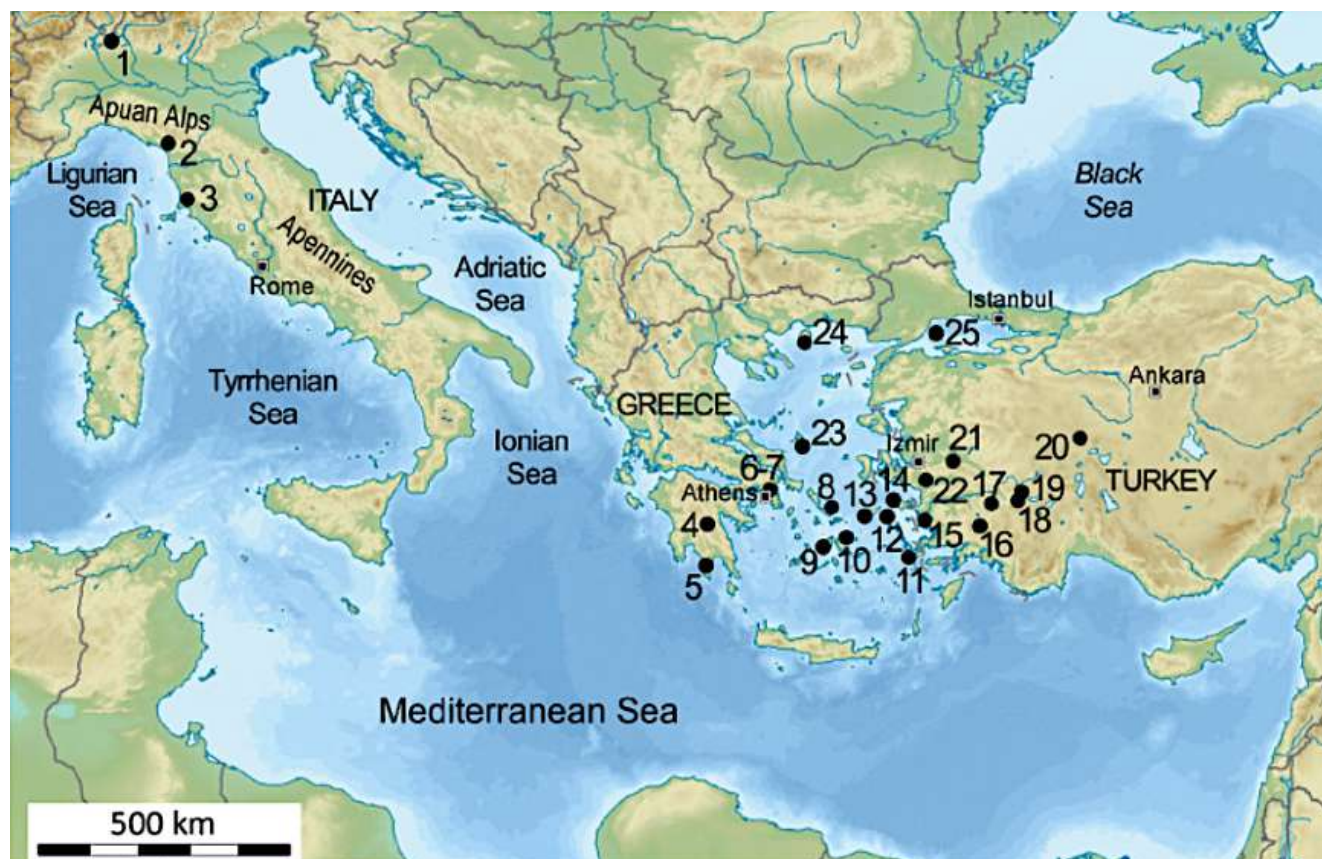 1
Apuan Alps
2
Ligurian
Sea
3
ITALY
Apennines
Rome
Adriatic
Sea
Black
Sea
Istanbul
24
25
Ankara
Tyrrhenian
Sea
GREECE
Ionian
Sea
23
Izmir
21
20
TURKEY
6-7
Athens
8
13
14
22
17
19
18
4
5
9
10
12
11
15
16
Mediterranean Sea
500 km